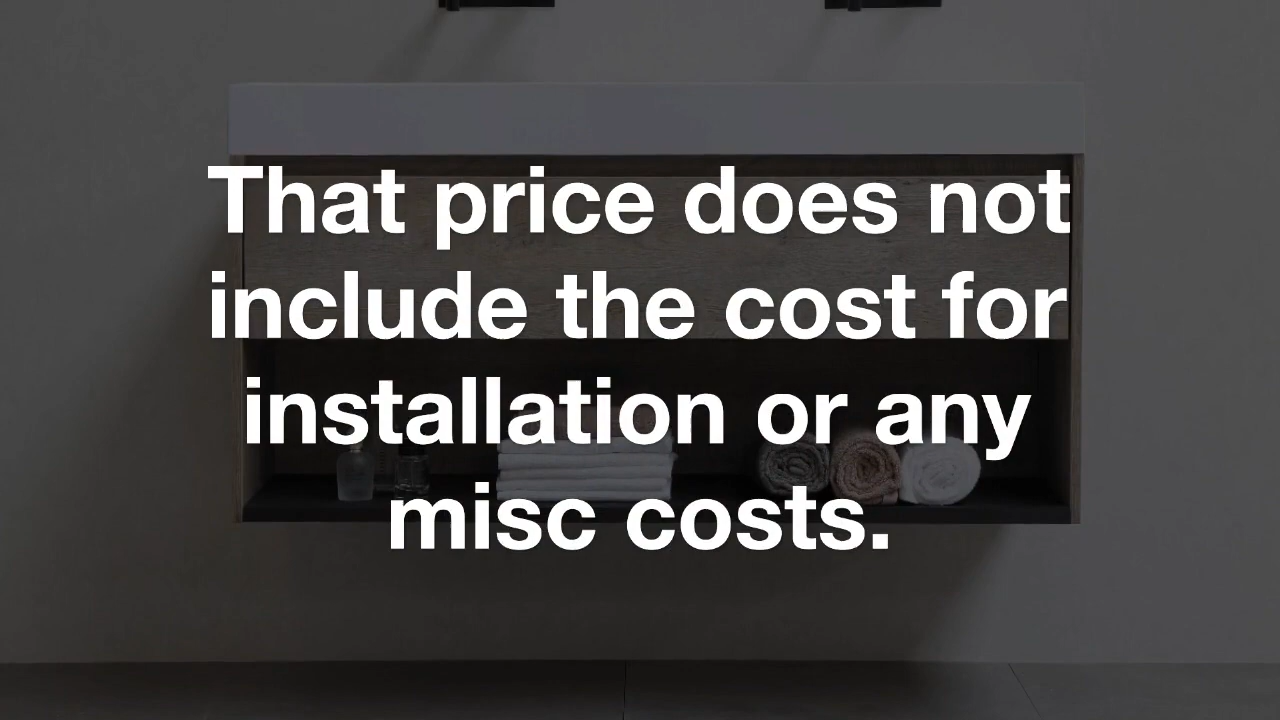 That price does not
include the cost for
installation or any
misc costs.